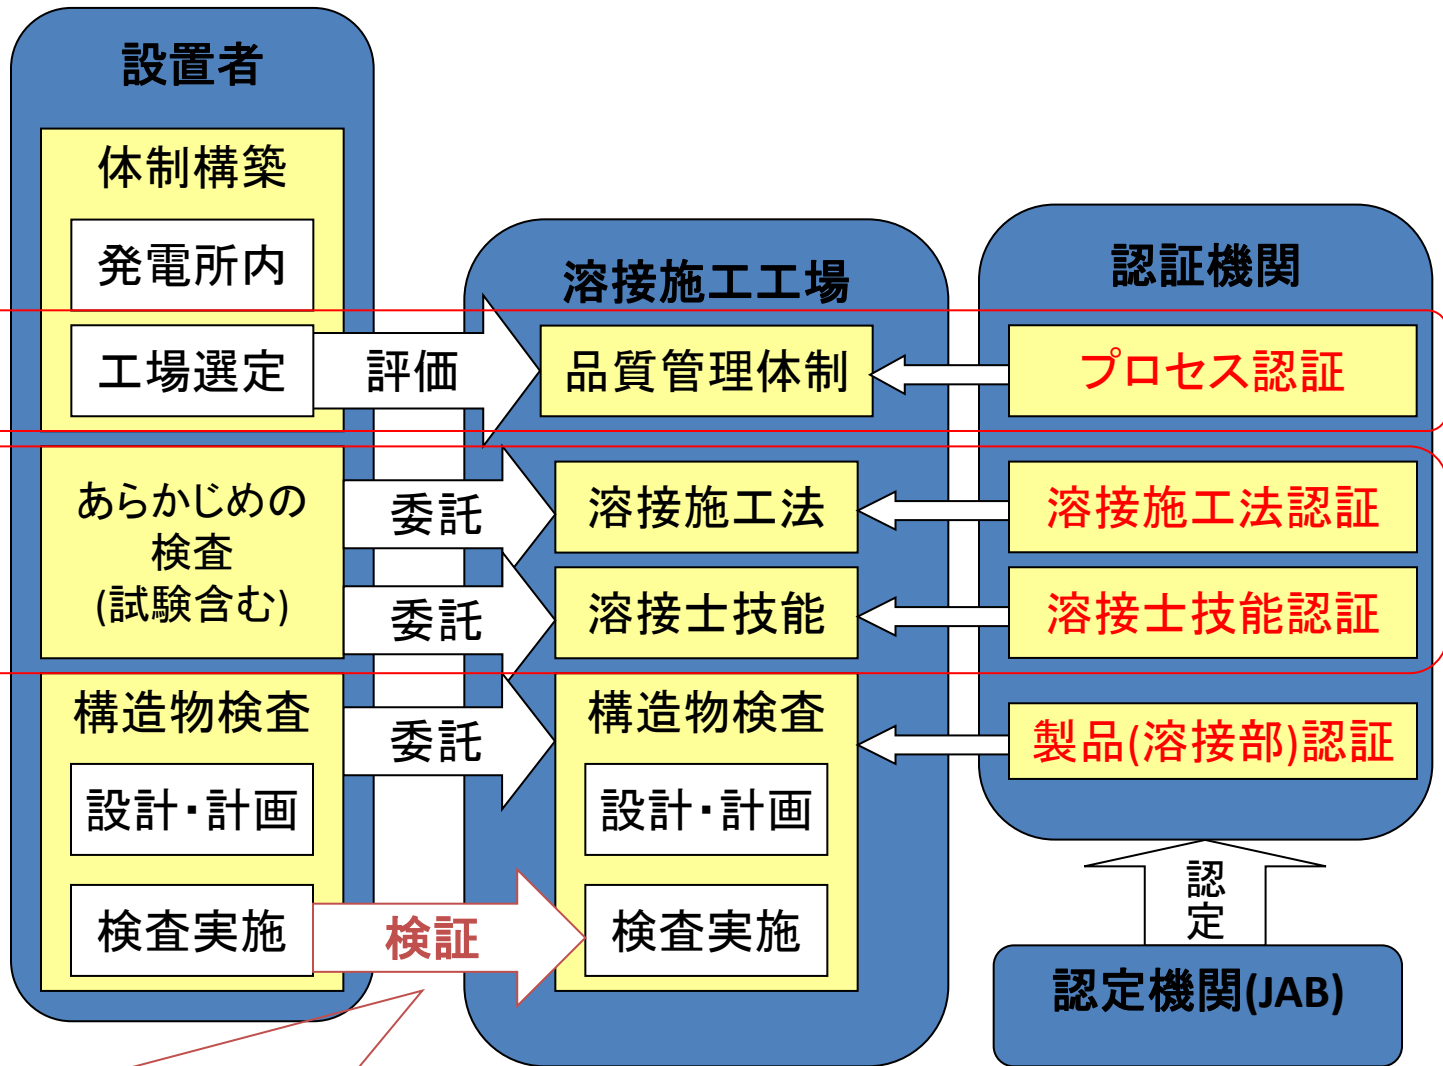 設置者
体制構築
発電所内
工場選定
あらかじめの
検査
(試験含む)
構造物検査
設計・計画
検査実施
評価
委託
委託
委託
検証
溶接施工工場
品質管理体制
溶接施工法
溶接士技能
構造物検査
設計・計画
検査実施
認証機関
プロセス認証
溶接施工法認証
溶接士技能認証
製品(溶接部)認証
認
定
認定機関(JAB)